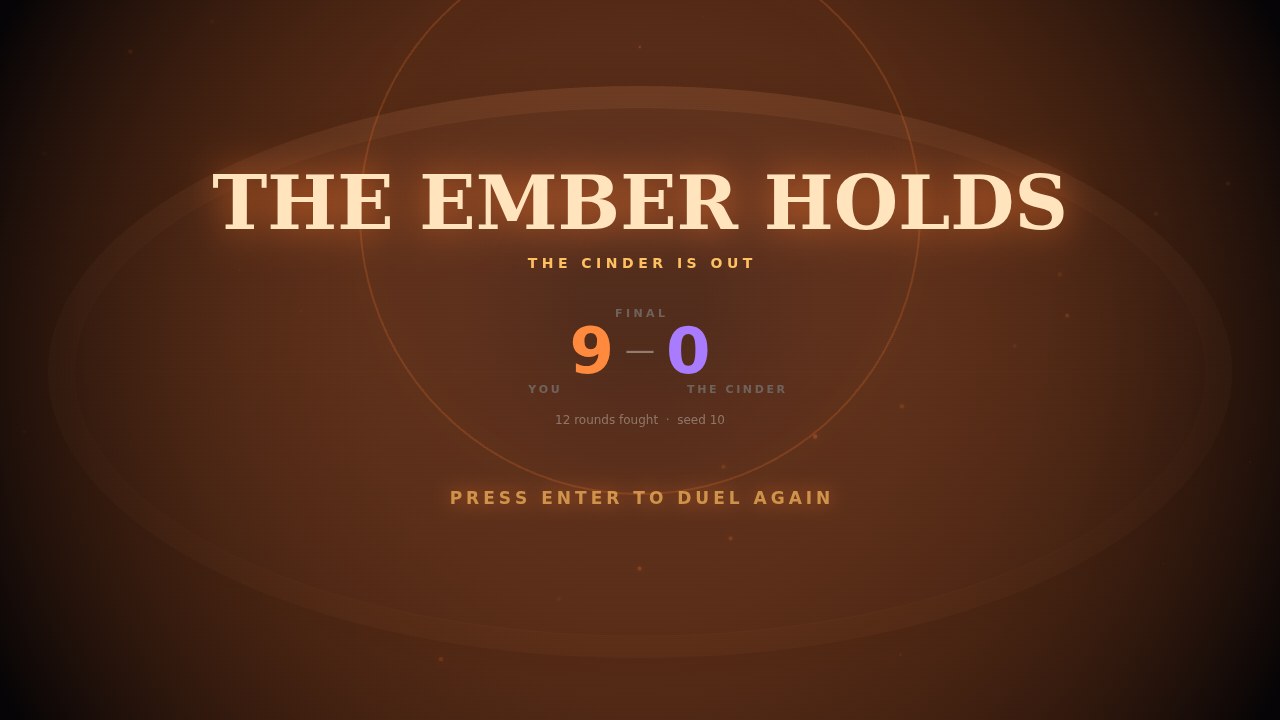 THE EMBER HOLDS
THE CINDER IS OUT
FINAL
9 — 0
YOU THE CINDER
12 rounds fought · seed 10
PRESS ENTER TO DUEL AGAIN